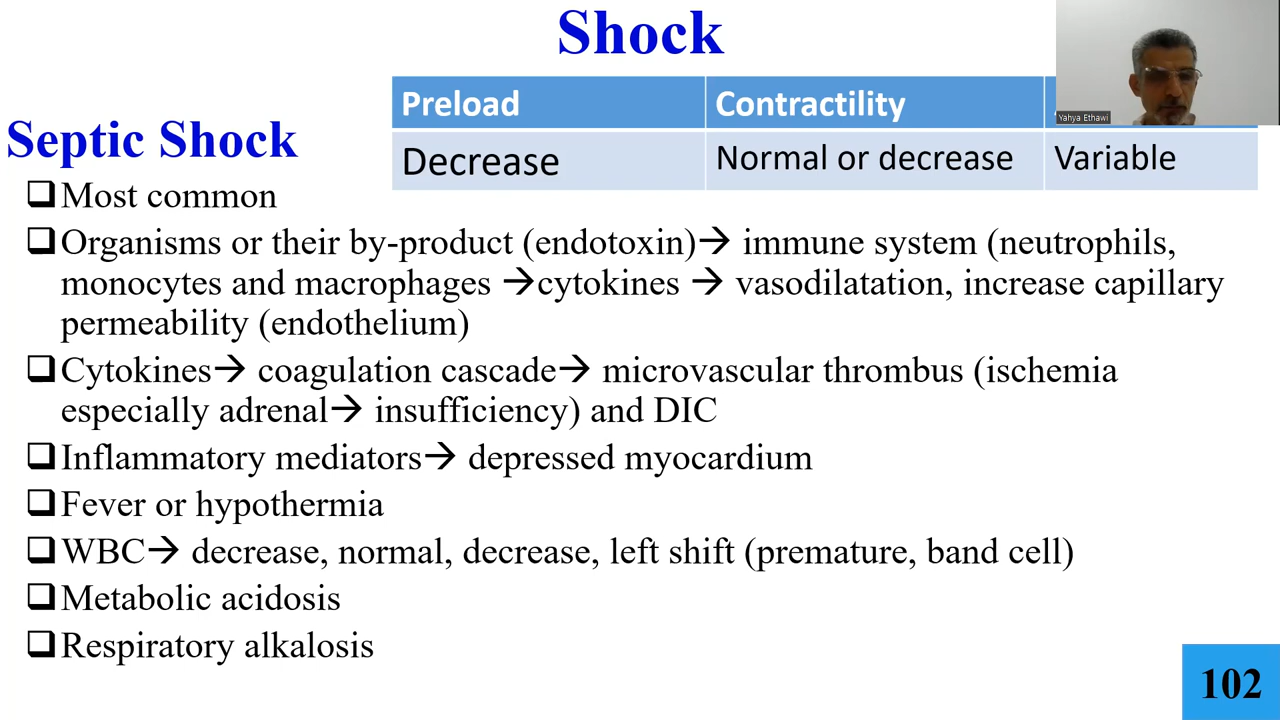 Shock
Preload Contractility
Septic Shock
Decrease Normal or decrease Variable
Yahya Ethawi
❑Most common
❑Organisms or their by-product (endotoxin)→ immune system (neutrophils,
monocytes and macrophages →cytokines → vasodilatation, increase capillary
permeability (endothelium)
❑Cytokines→ coagulation cascade→ microvascular thrombus (ischemia
especially adrenal→ insufficiency) and DIC
❑Inflammatory mediators→ depressed myocardium
❑Fever or hypothermia
❑WBC→ decrease, normal, decrease, left shift (premature, band cell)
❑Metabolic acidosis
❑Respiratory alkalosis
102